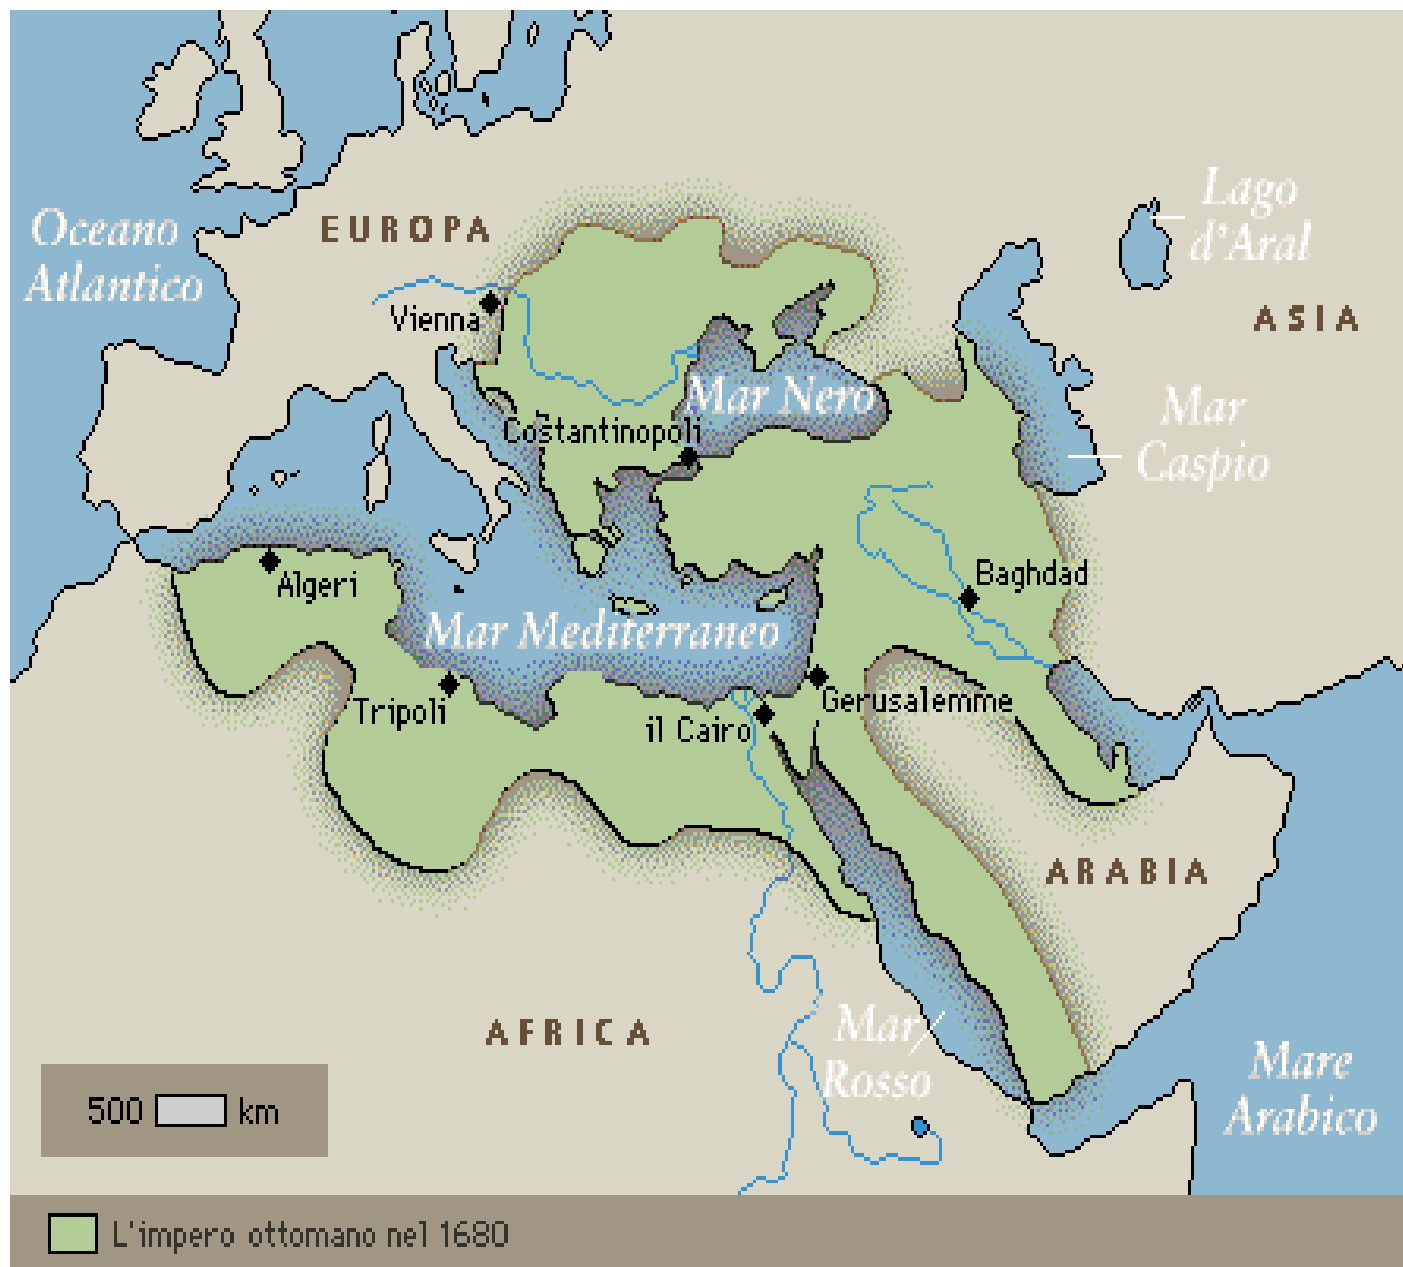 Lago
d'Aral
Oceano
Atlantico
EUROPA
ASIA
Vienna
Mar Nero
Mar
Caspio
Costantinopoli
Baghdad
Algeri
Mar Mediterraneo
Gerusalemme
Tripoli
il Cairo
ARABIA
AFRICA
Mar
Rosso
Mare
Arabico
500 km
L'impero ottomano nel 1680